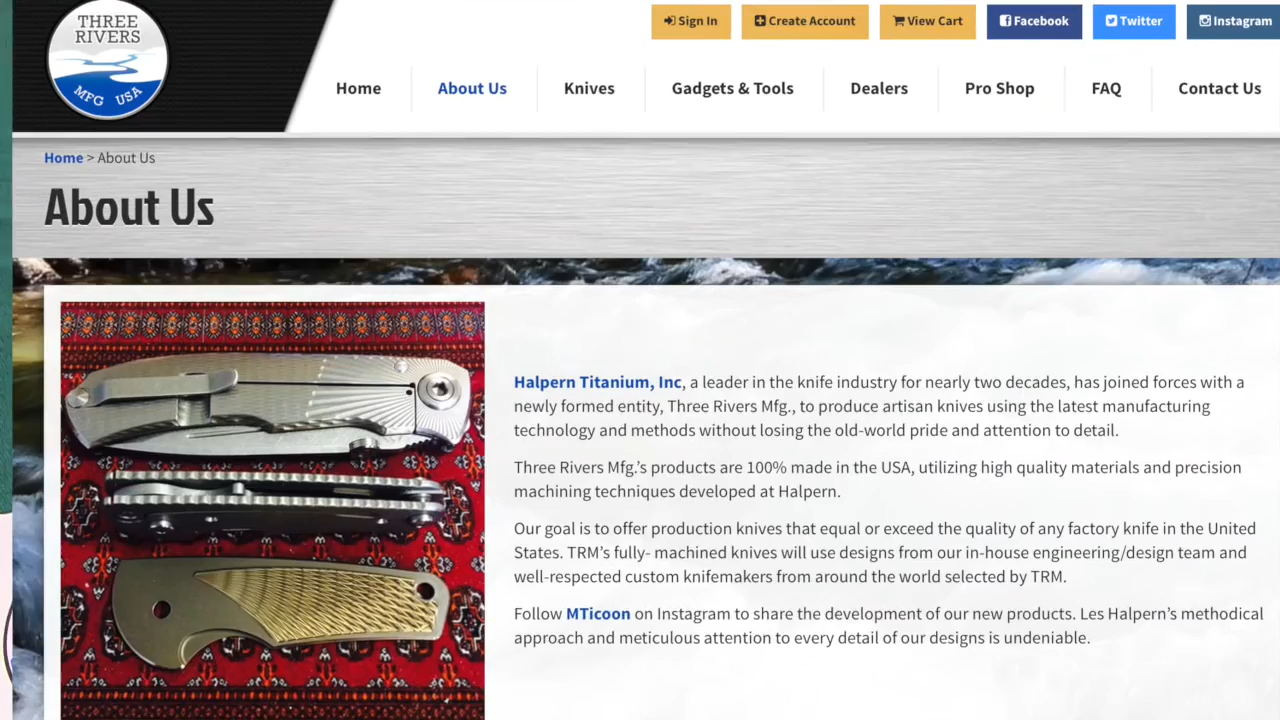 THREE
RIVERS
MFG USA
Sign In
Create Account
View Cart
Facebook
Twitter
Instagram
Home
About Us
Knives
Gadgets & Tools
Dealers
Pro Shop
FAQ
Contact Us
Home > About Us
About Us
Halpern Titanium, Inc, a leader in the knife industry for nearly two decades, has joined forces with a
newly formed entity, Three Rivers Mfg., to produce artisan knives using the latest manufacturing
technology and methods without losing the old-world pride and attention to detail.
Three Rivers Mfg.’s products are 100% made in the USA, utilizing high quality materials and precision
machining techniques developed at Halpern.
Our goal is to offer production knives that equal or exceed the quality of any factory knife in the United
States. TRM’s fully- machined knives will use designs from our in-house engineering/design team and
well-respected custom knifemakers from around the world selected by TRM.
Follow MTicoon on Instagram to share the development of our new products. Les Halpern’s methodical
approach and meticulous attention to every detail of our designs is undeniable.